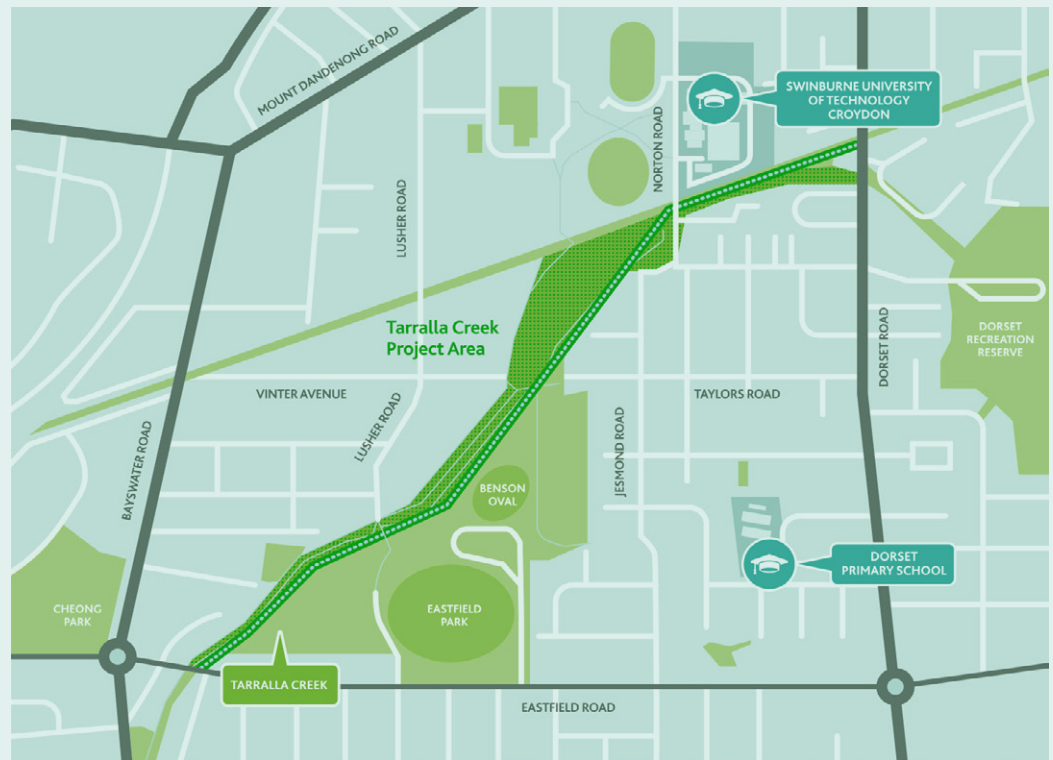 MOUNT DANDENONG ROAD
SWINBURNE UNIVERSITY
OF TECHNOLOGY
CROYDON
NORTON ROAD
LUSHER ROAD
Tarralla Creek
Project Area
DORSET
RECREATION
RESERVE
DORSET ROAD
VINTER AVENUE
TAYLORS ROAD
LUSHER ROAD
BAYSWATER ROAD
JESMOND ROAD
BENSON
OVAL
DORSET
PRIMARY SCHOOL
CHEONG
PARK
EASTFIELD
PARK
TARRALLA CREEK
EASTFIELD ROAD